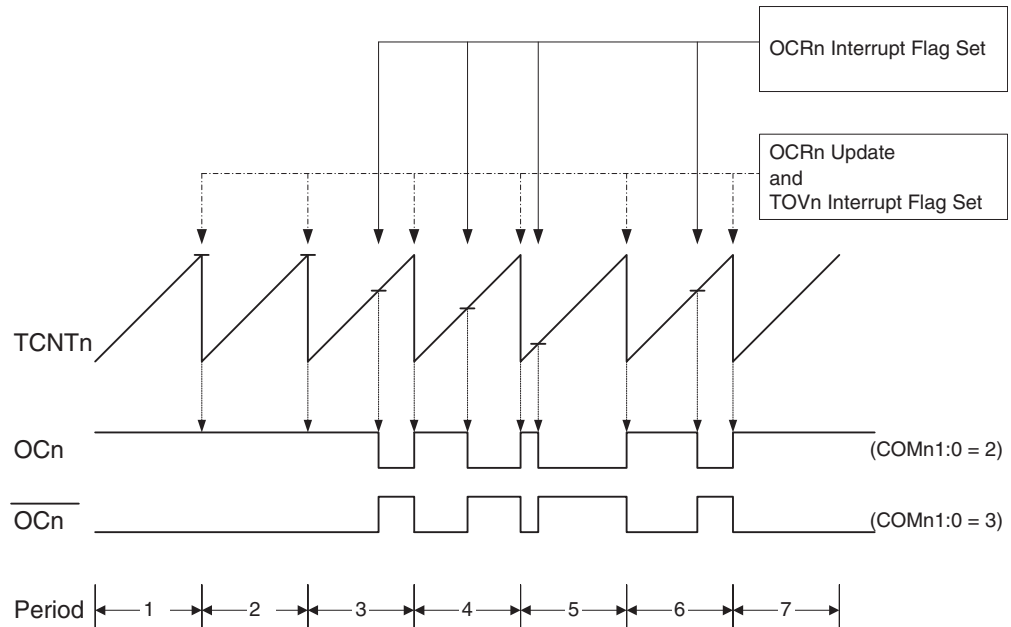 OCRn Interrupt Flag Set
OCRn Update
and
TOVn Interrupt Flag Set
TCNTn
OCn
(COMn1:0 = 2)
OCn
(COMn1:0 = 3)
Period
1
2
3
4
5
6
7